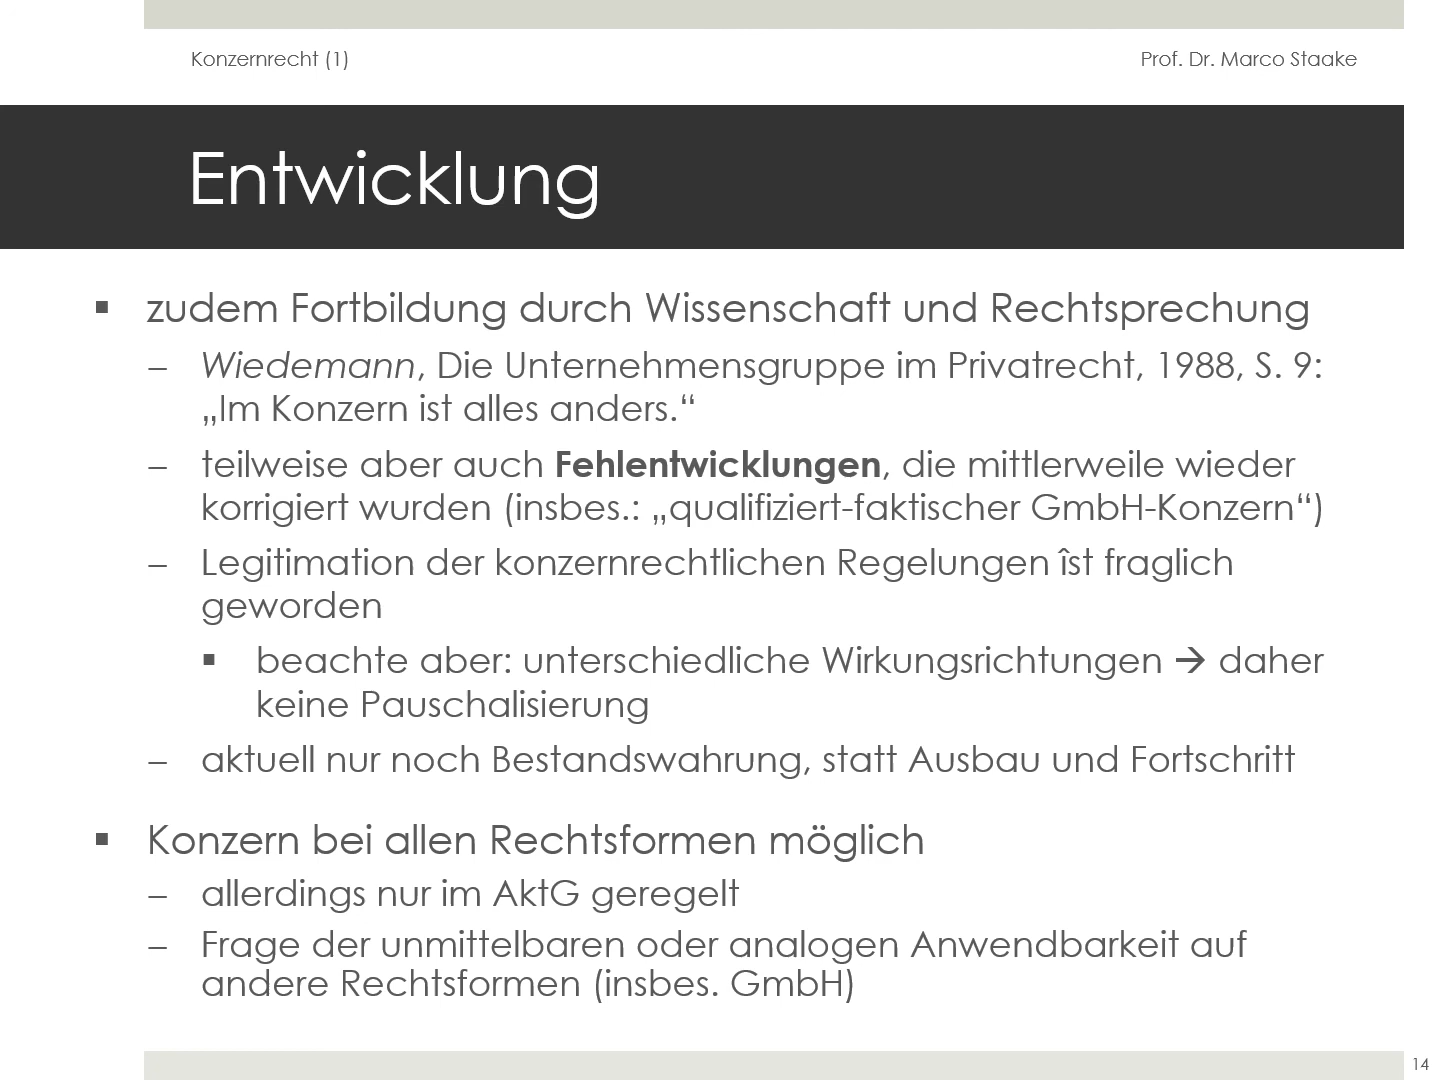 Konzernrecht (1)
Prof. Dr. Marco Staake
Entwicklung
▪ zudem Fortbildung durch Wissenschaft und Rechtsprechung
– Wiedemann, Die Unternehmensgruppe im Privatrecht, 1988, S. 9:
„Im Konzern ist alles anders.“
– teilweise aber auch Fehlentwicklungen, die mittlerweile wieder
korrigiert wurden (insbes.: „qualifiziert-faktischer GmbH-Konzern“)
– Legitimation der konzernrechtlichen Regelungen îst fraglich
geworden
▪ beachte aber: unterschiedliche Wirkungsrichtungen → daher
keine Pauschalisierung
– aktuell nur noch Bestandswahrung, statt Ausbau und Fortschritt
▪ Konzern bei allen Rechtsformen möglich
– allerdings nur im AktG geregelt
– Frage der unmittelbaren oder analogen Anwendbarkeit auf
andere Rechtsformen (insbes. GmbH)
14